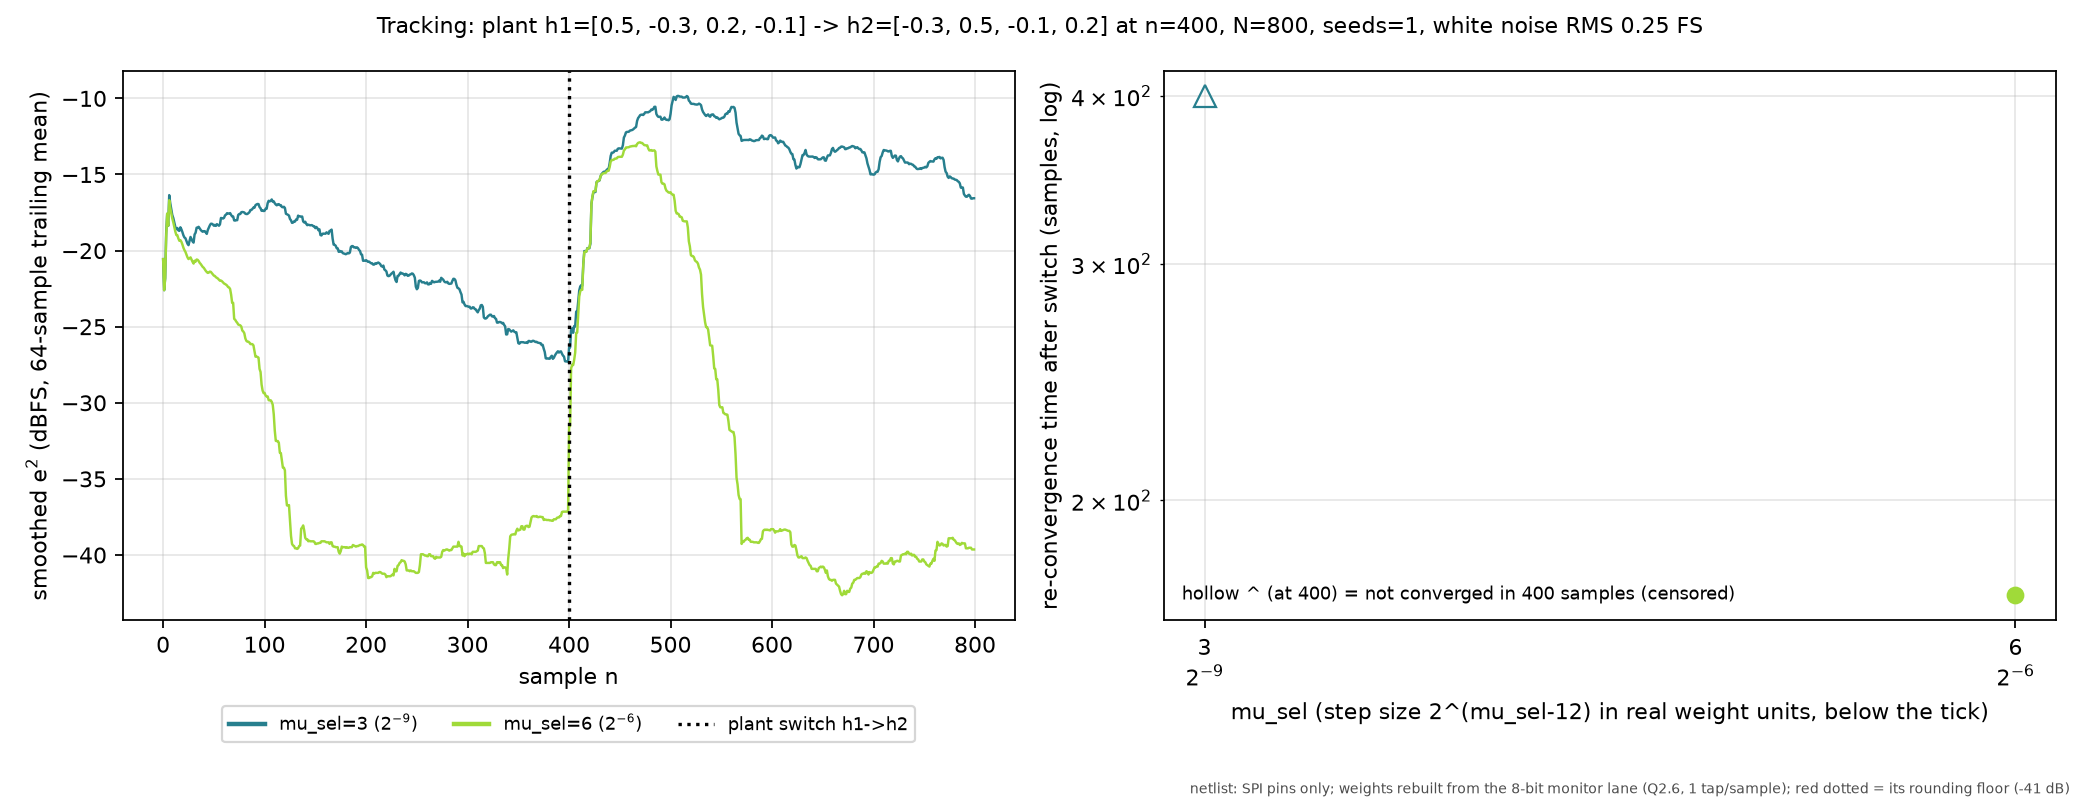 Tracking: plant h1=[0.5, -0.3, 0.2, -0.1] -> h2=[-0.3, 0.5, -0.1, 0.2] at n=400, N=800, seeds=1, white noise RMS 0.25 FS
smoothed e² (dBFS, 64-sample trailing mean)
−10
−15
−20
−25
−30
−35
−40
0 100 200 300 400 500 600 700 800
sample n
mu_sel=3 (2⁻⁹) mu_sel=6 (2⁻⁶) plant switch h1->h2
re-convergence time after switch (samples, log)
4 × 10²
3 × 10²
2 × 10²
hollow ^ (at 400) = not converged in 400 samples (censored)
3 6
2⁻⁹ 2⁻⁶
mu_sel (step size 2^(mu_sel-12) in real weight units, below the tick)
netlist: SPI pins only; weights rebuilt from the 8-bit monitor lane (Q2.6, 1 tap/sample); red dotted = its rounding floor (-41 dB)